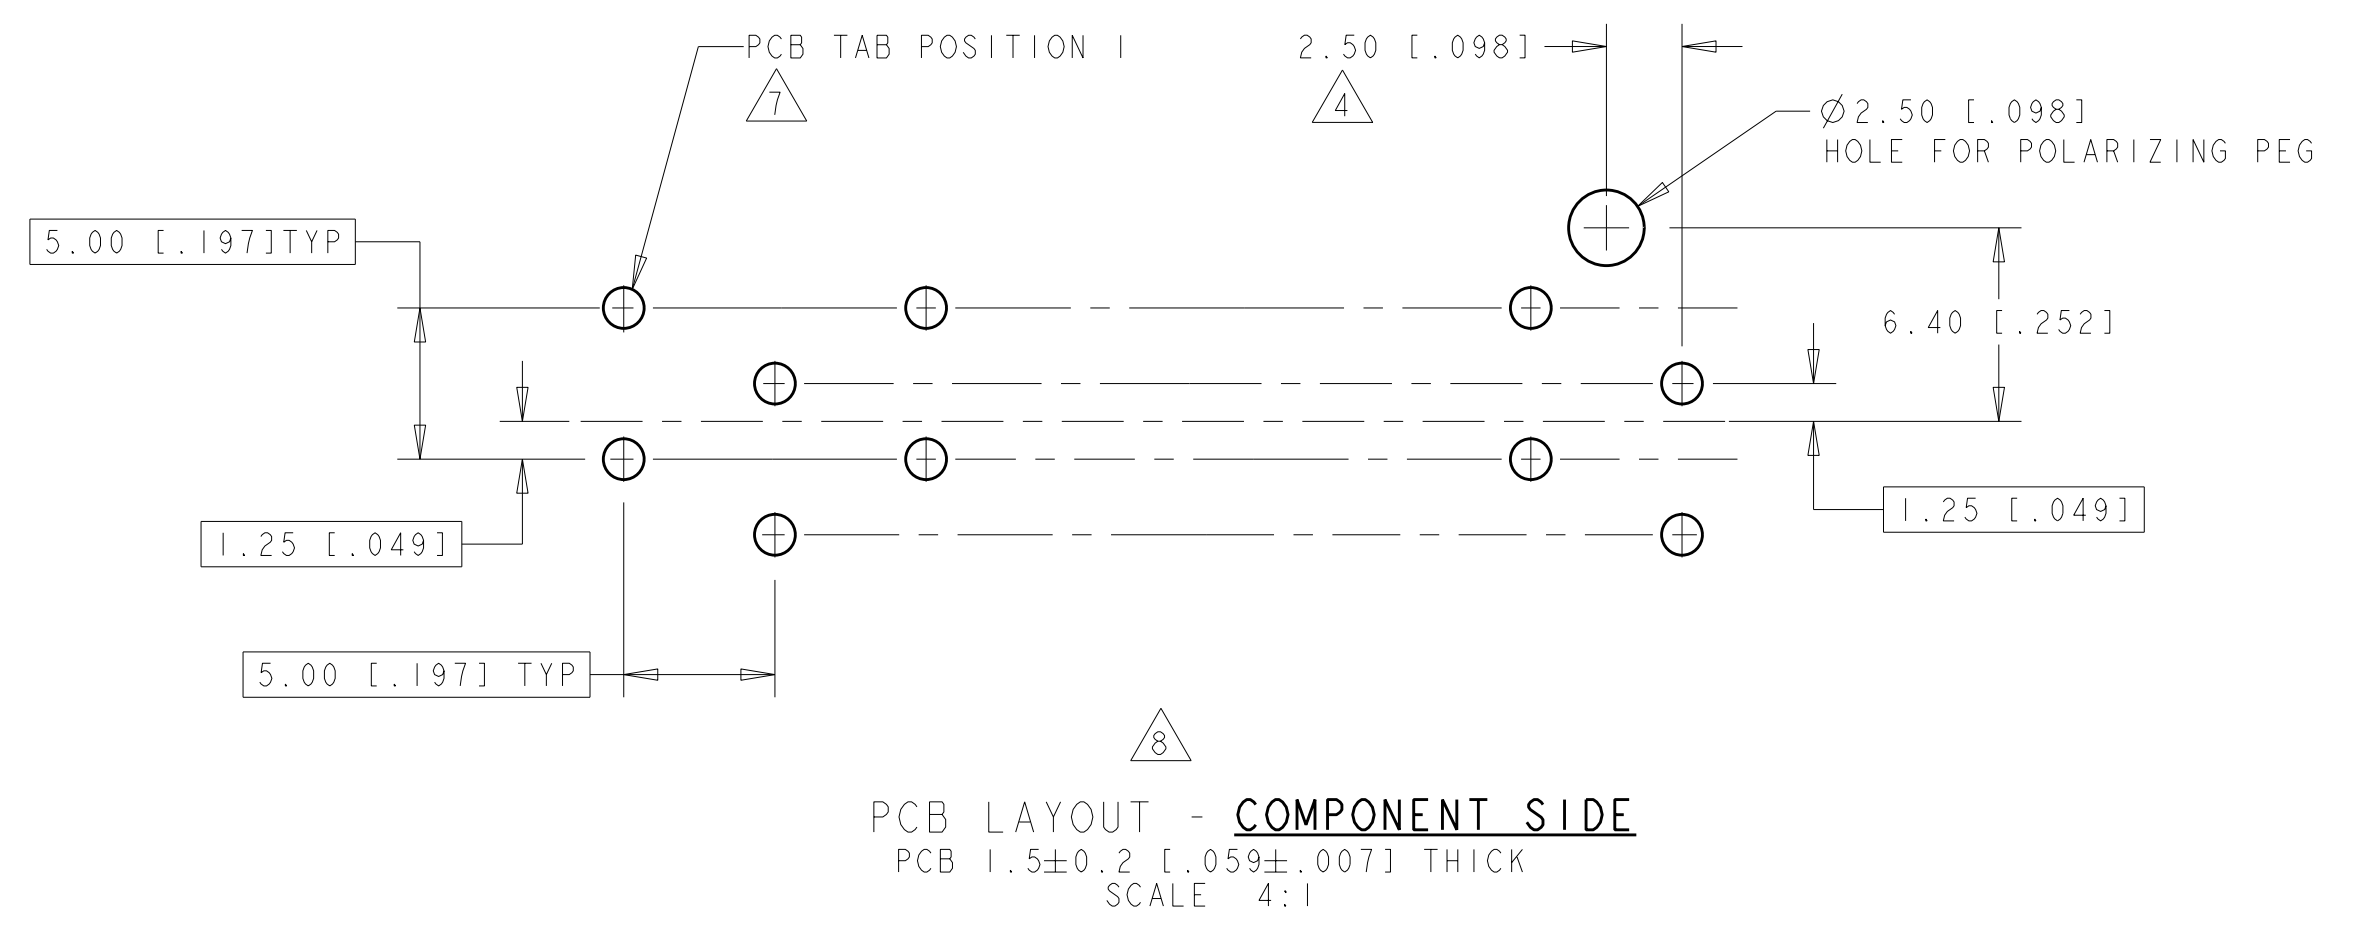 PCB TAB POSITION 1
7
2.50 [.098]
4
Ø2.50 [.098]
HOLE FOR POLARIZING PEG
5.00 [.197]TYP
6.40 [.252]
1.25 [.049]
1.25 [.049]
5.00 [.197] TYP
8
PCB LAYOUT - COMPONENT SIDE
PCB 1.5±0.2 [.059±.007] THICK
SCALE 4:1